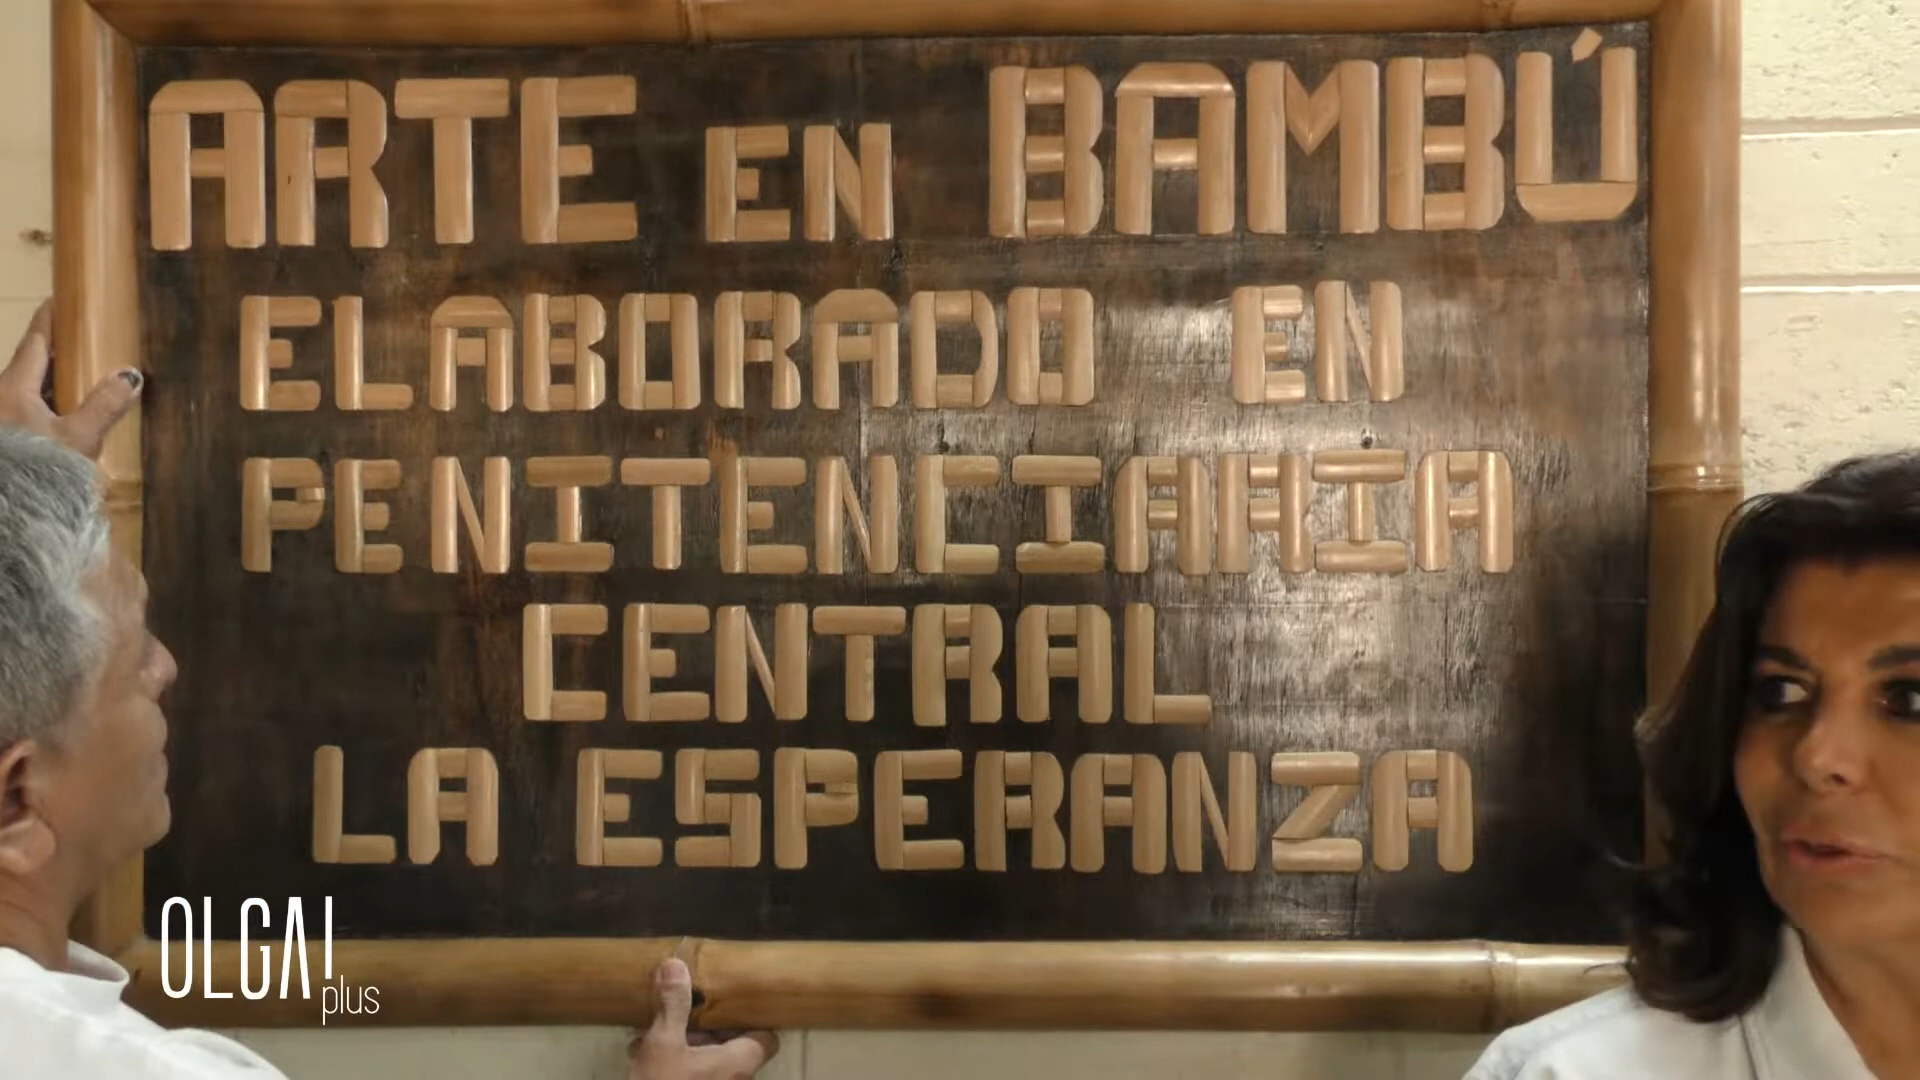 ARTE EN BAMBÚ
ELABORADO EN
PENITENCIARIA
CENTRAL
LA ESPERANZA
OLGA!
plus